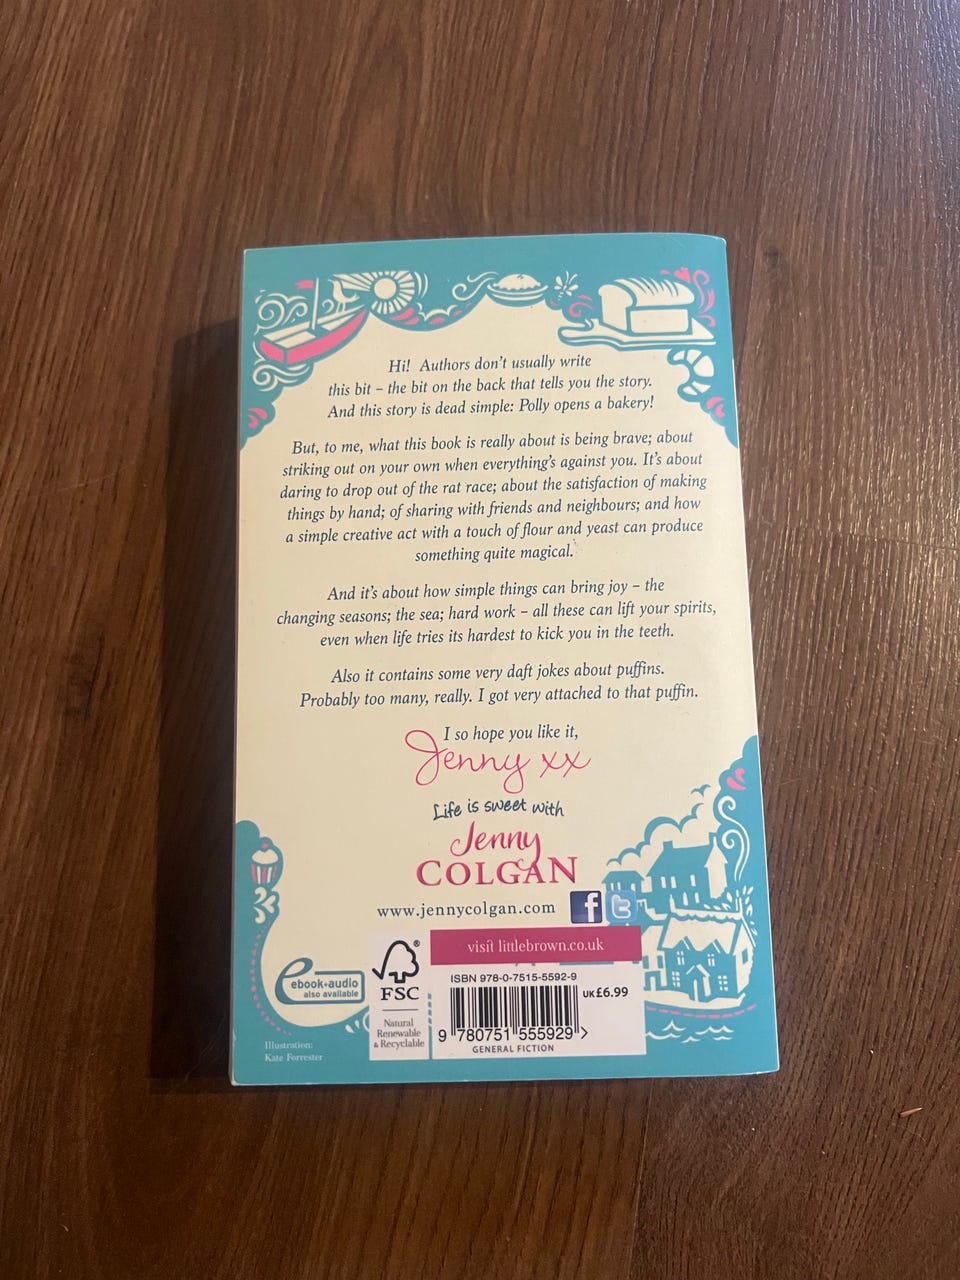 Hi! Authors don't usually write
this bit – the bit on the back that tells you the story.
And this story is dead simple: Polly opens a bakery!
But, to me, what this book is really about is being brave; about
striking out on your own when everything's against you. It's about
daring to drop out of the rat race; about the satisfaction of making
things by hand; of sharing with friends and neighbours; and how
a simple creative act with a touch of flour and yeast can produce
something quite magical.
And it's about how simple things can bring joy – the
changing seasons; the sea; hard work – all these can lift your spirits,
even when life tries its hardest to kick you in the teeth.
Also it contains some very daft jokes about puffins.
Probably too many, really. I got very attached to that puffin.
I so hope you like it,
Jenny xx
Life is sweet with
Jenny
COLGAN
www.jennycolgan.com
f t
visit littlebrown.co.uk
ebook+audio
also available
®
FSC
Natural
Renewable
& Recyclable
ISBN 978-0-7515-5592-9
UK £6.99
9 780751 555929 >
GENERAL FICTION
Illustration:
Kate Forrester